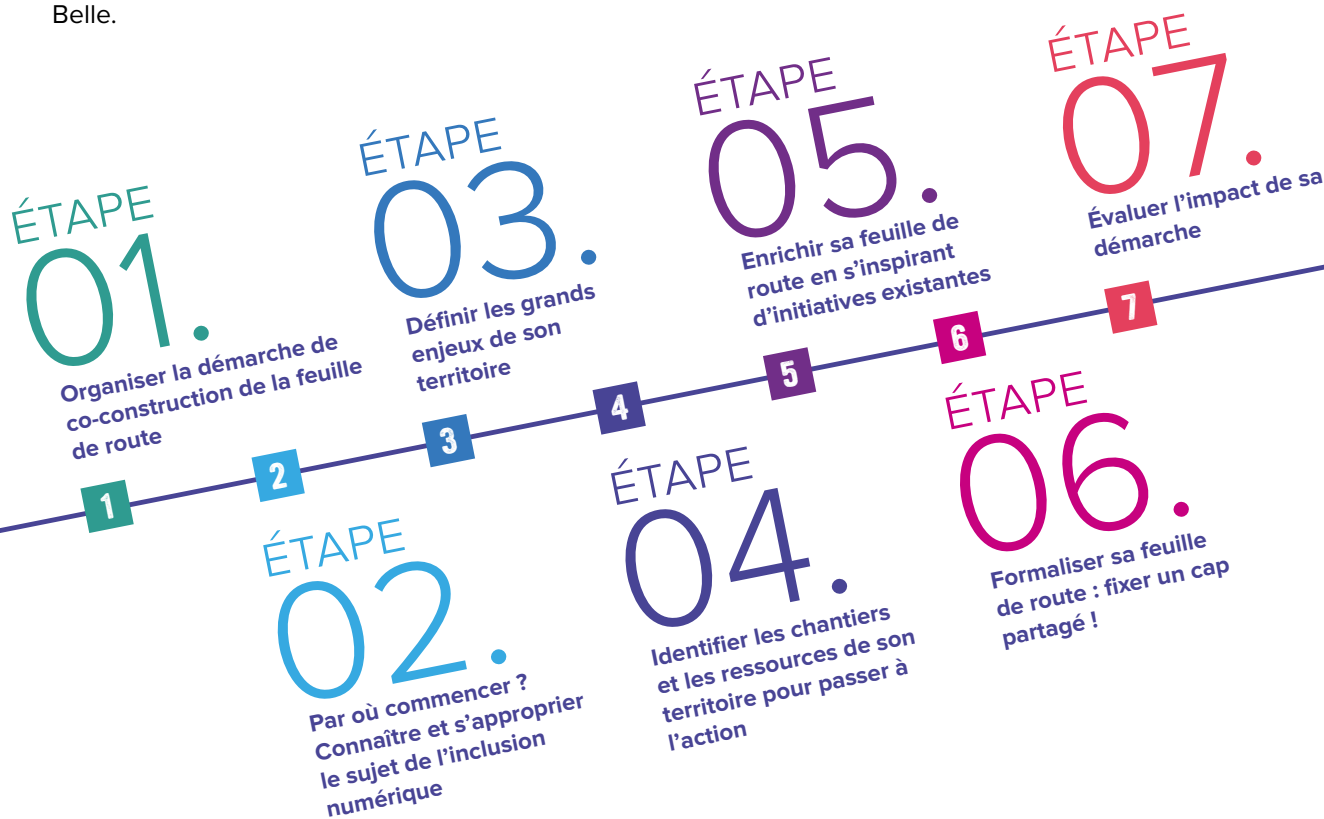 Belle.
ÉTAPE
01.
Organiser la démarche de
co-construction de la feuille
de route
1
ÉTAPE
02.
Par où commencer ?
Connaître et s’approprier
le sujet de l’inclusion
numérique
2
ÉTAPE
03.
Définir les grands
enjeux de son
territoire
3
ÉTAPE
04.
Identifier les chantiers
et les ressources de son
territoire pour passer à
l’action
4
ÉTAPE
05.
Enrichir sa feuille de
route en s’inspirant
d’initiatives existantes
5
ÉTAPE
06.
Formaliser sa feuille
de route : fixer un cap
partagé !
6
ÉTAPE
07.
Évaluer l’impact de sa
démarche
7